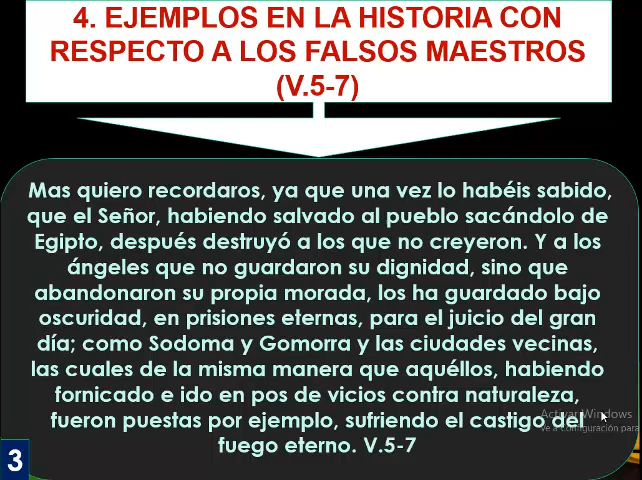 4. EJEMPLOS EN LA HISTORIA CON
RESPECTO A LOS FALSOS MAESTROS
(V.5-7)
Mas quiero recordaros, ya que una vez lo habéis sabido,
que el Señor, habiendo salvado al pueblo sacándolo de
Egipto, después destruyó a los que no creyeron. Y a los
ángeles que no guardaron su dignidad, sino que
abandonaron su propia morada, los ha guardado bajo
oscuridad, en prisiones eternas, para el juicio del gran
día; como Sodoma y Gomorra y las ciudades vecinas,
las cuales de la misma manera que aquéllos, habiendo
fornicado e ido en pos de vicios contra naturaleza,
fueron puestas por ejemplo, sufriendo el castigo del
fuego eterno. V.5-7
Activar Windows
Ve a Configuración para
3